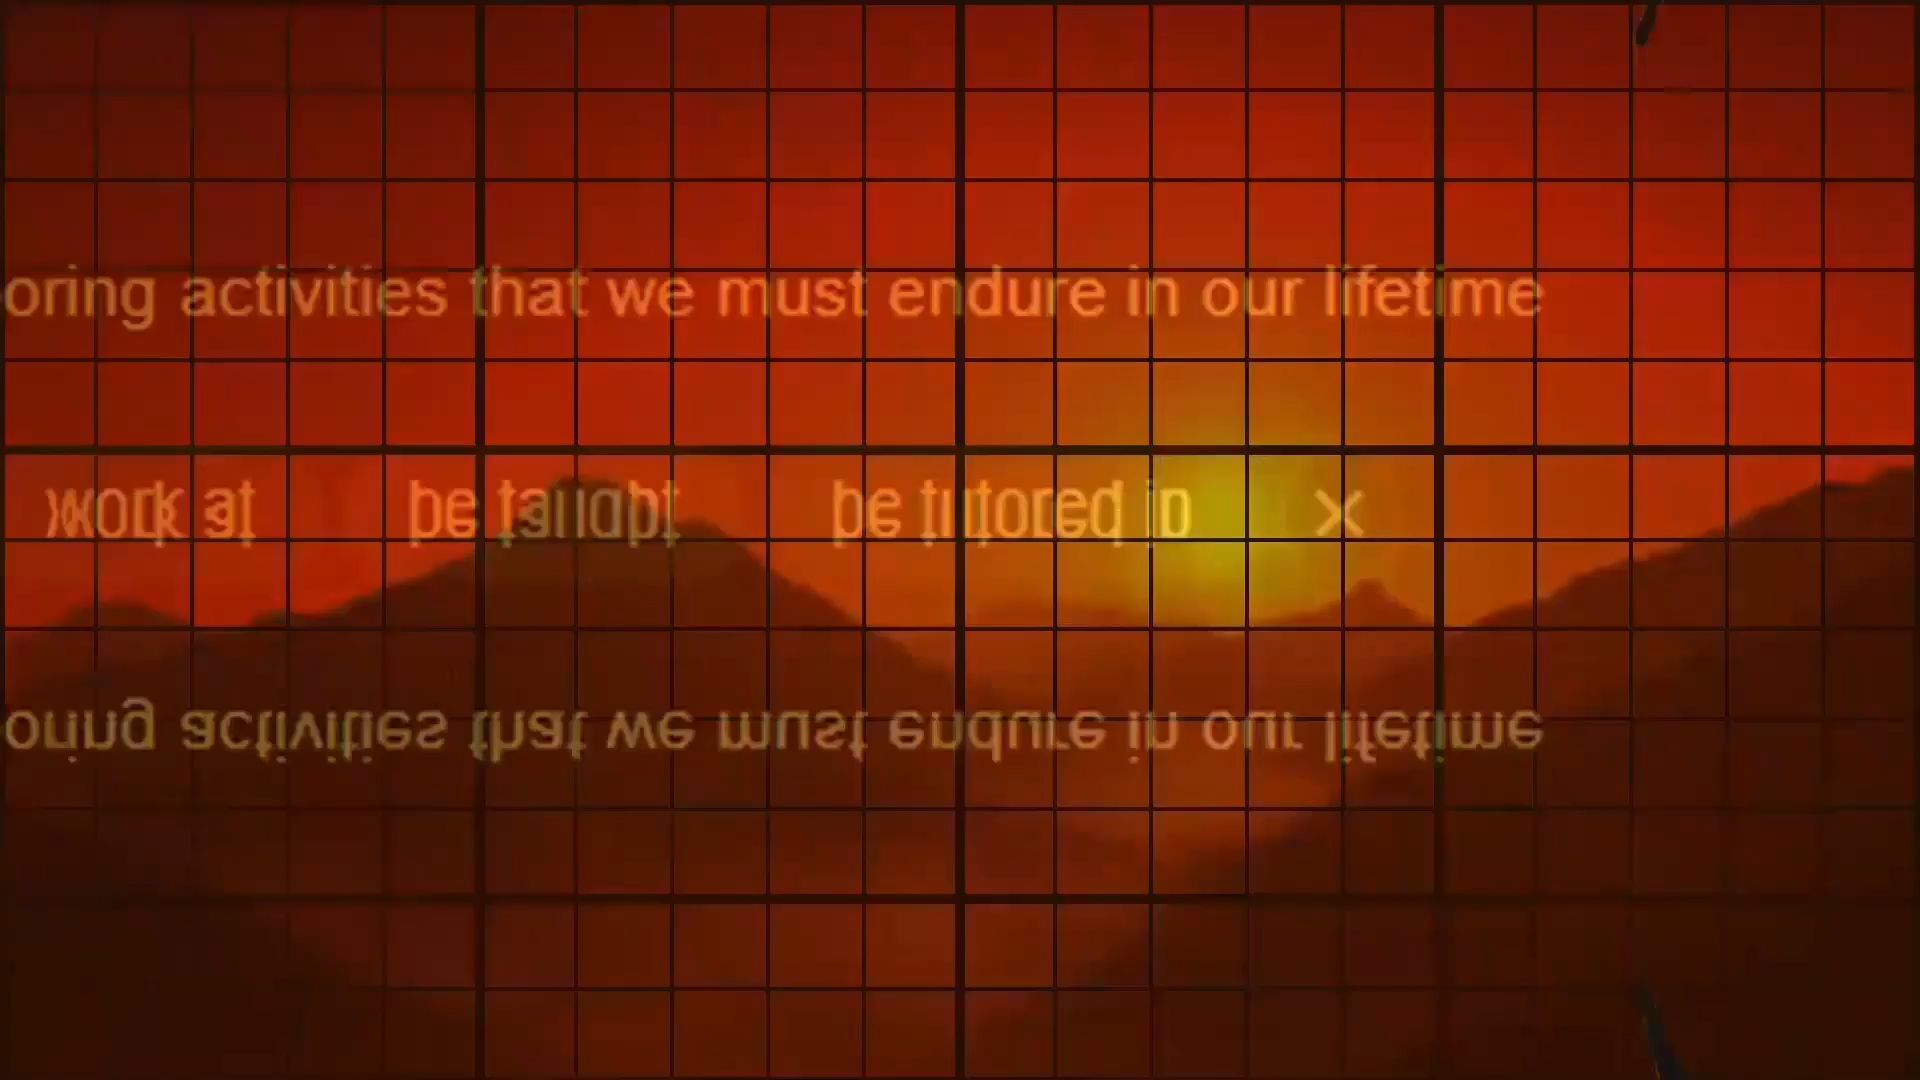 oring activities that we must endure in our lifetime
work at be taught be tutored in ×
oring activities that we must endure in our lifetime